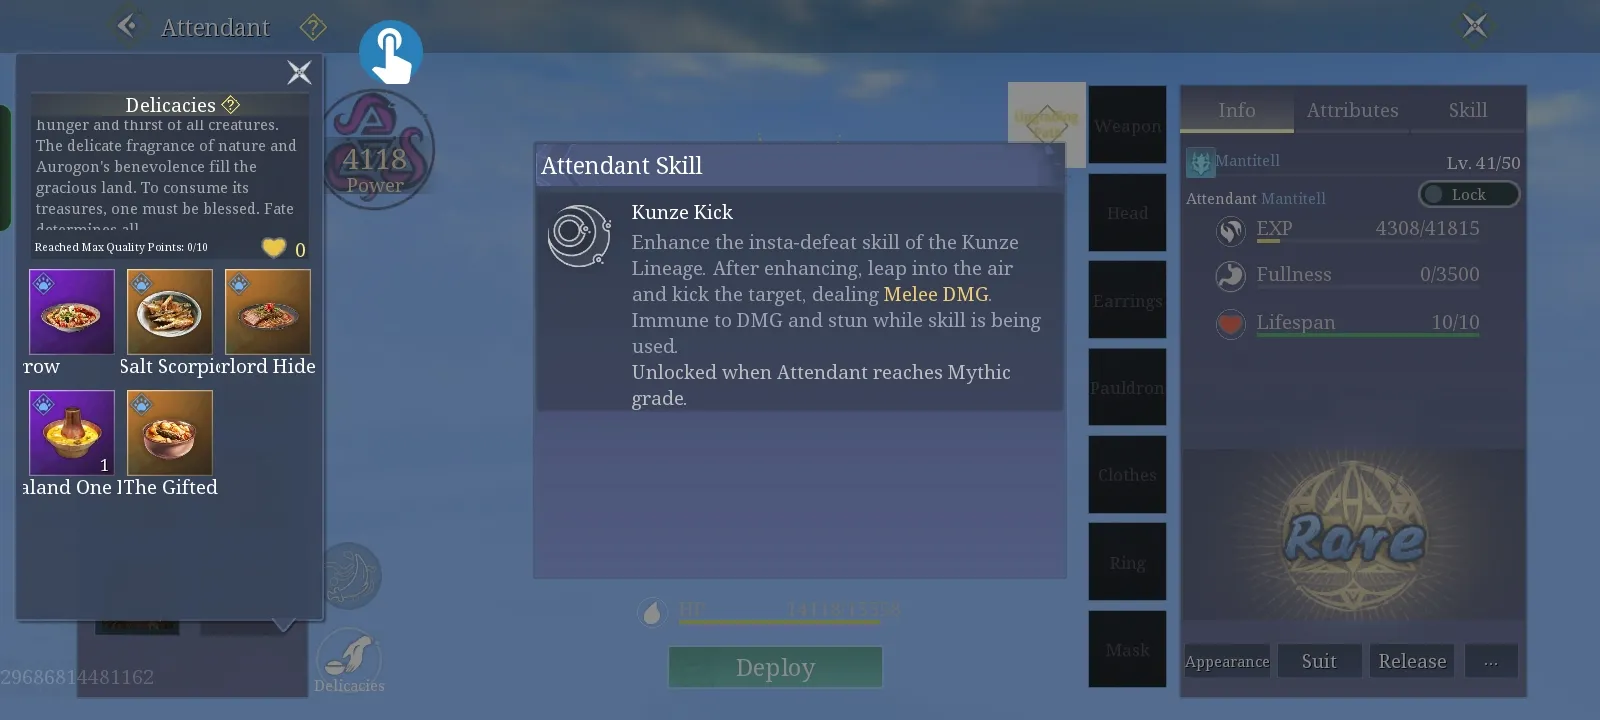 Attendant
Delicacies
hunger and thirst of all creatures.
The delicate fragrance of nature and
Aurogon's benevolence fill the
gracious land. To consume its
treasures, one must be blessed. Fate
determines all
Reached Max Quality Points: 0/10
0
row
Salt Scorpi
rlord Hide
1
aland One
The Gifted
29686814481162
4118
Power
Delicacies
Attendant Skill
Kunze Kick
Enhance the insta-defeat skill of the Kunze
Lineage. After enhancing, leap into the air
and kick the target, dealing Melee DMG.
Immune to DMG and stun while skill is being
used.
Unlocked when Attendant reaches Mythic
grade.
HP
Deploy
Weapon
Head
Earrings
Pauldron
Clothes
Ring
Mask
Info Attributes Skill
Mantitell
Lv. 41/50
Attendant Mantitell
Lock
EXP 4308/41815
Fullness 0/3500
Lifespan 10/10
Rare
Appearance Suit Release ...